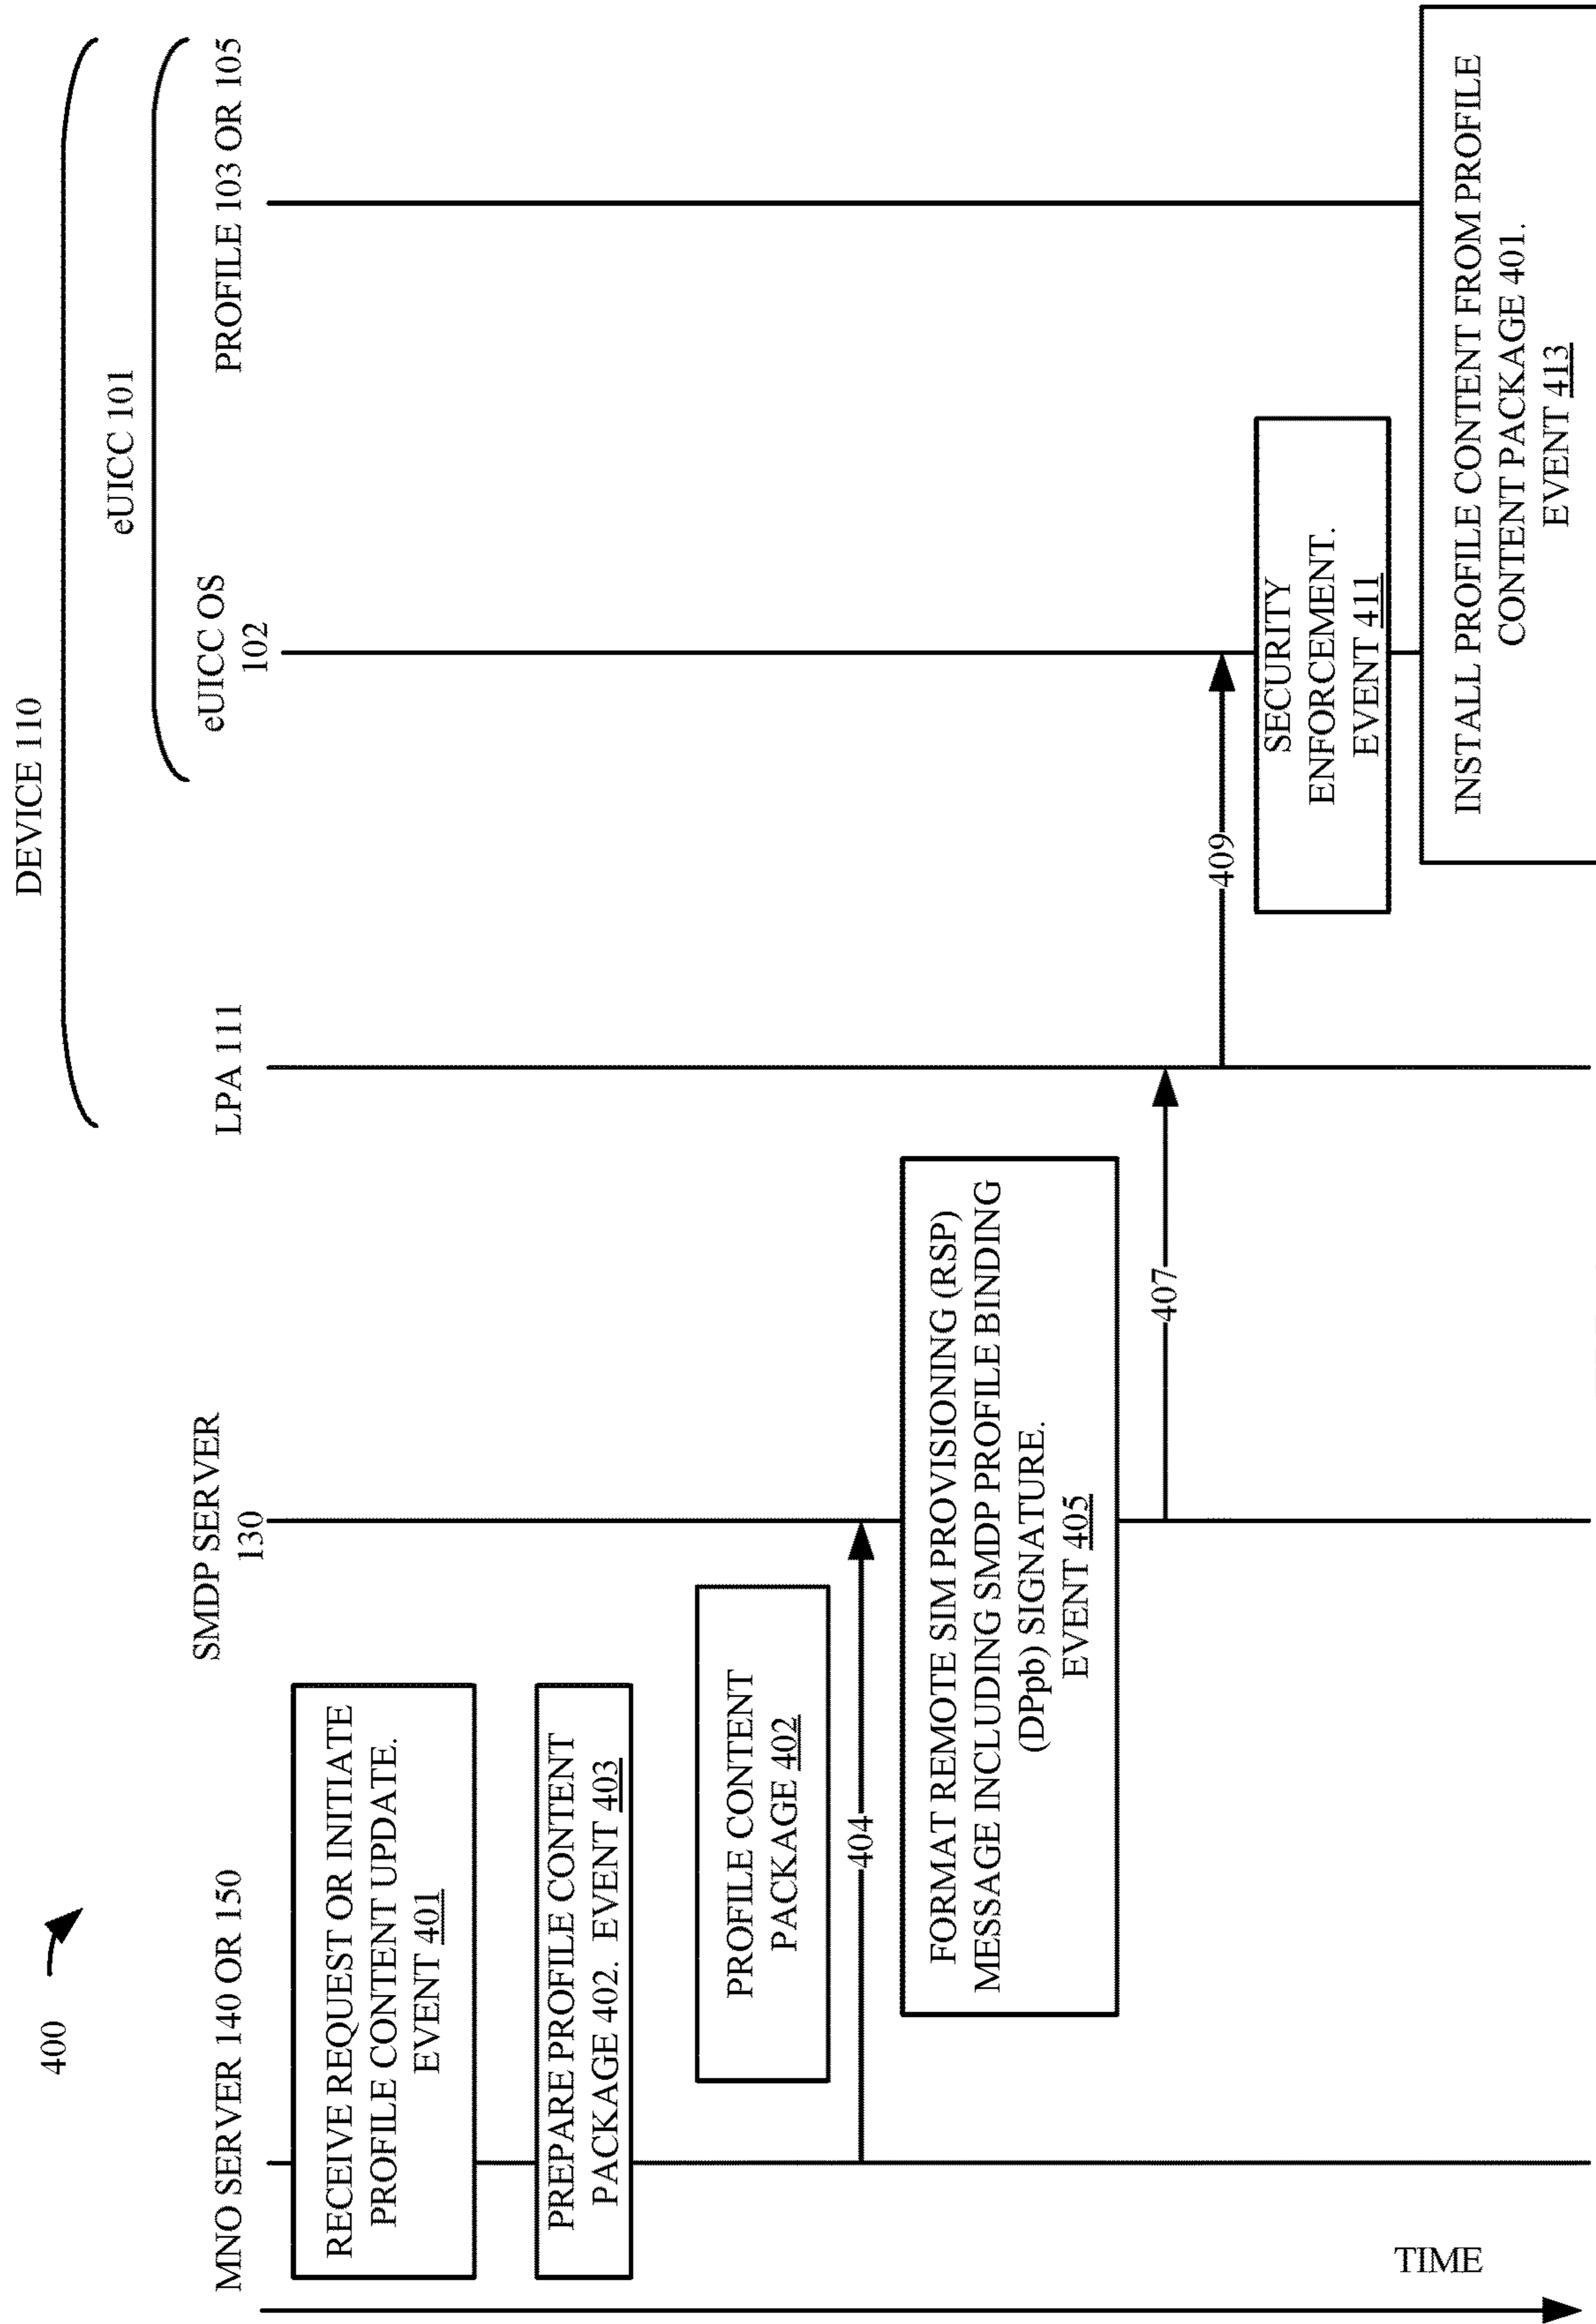 400
DEVICE 110
eUICC 101
MNO SERVER 140 OR 150
SMDP SERVER
130
LPA 111
eUICC OS
102
PROFILE 103 OR 105
RECEIVE REQUEST OR INITIATE
PROFILE CONTENT UPDATE.
EVENT 401
PREPARE PROFILE CONTENT
PACKAGE 402. EVENT 403
PROFILE CONTENT
PACKAGE 402
404
FORMAT REMOTE SIM PROVISIONING (RSP)
MESSAGE INCLUDING SMDP PROFILE BINDING
(DPpb) SIGNATURE.
EVENT 405
407
409
SECURITY
ENFORCEMENT.
EVENT 411
INSTALL PROFILE CONTENT FROM PROFILE
CONTENT PACKAGE 401.
EVENT 413
TIME